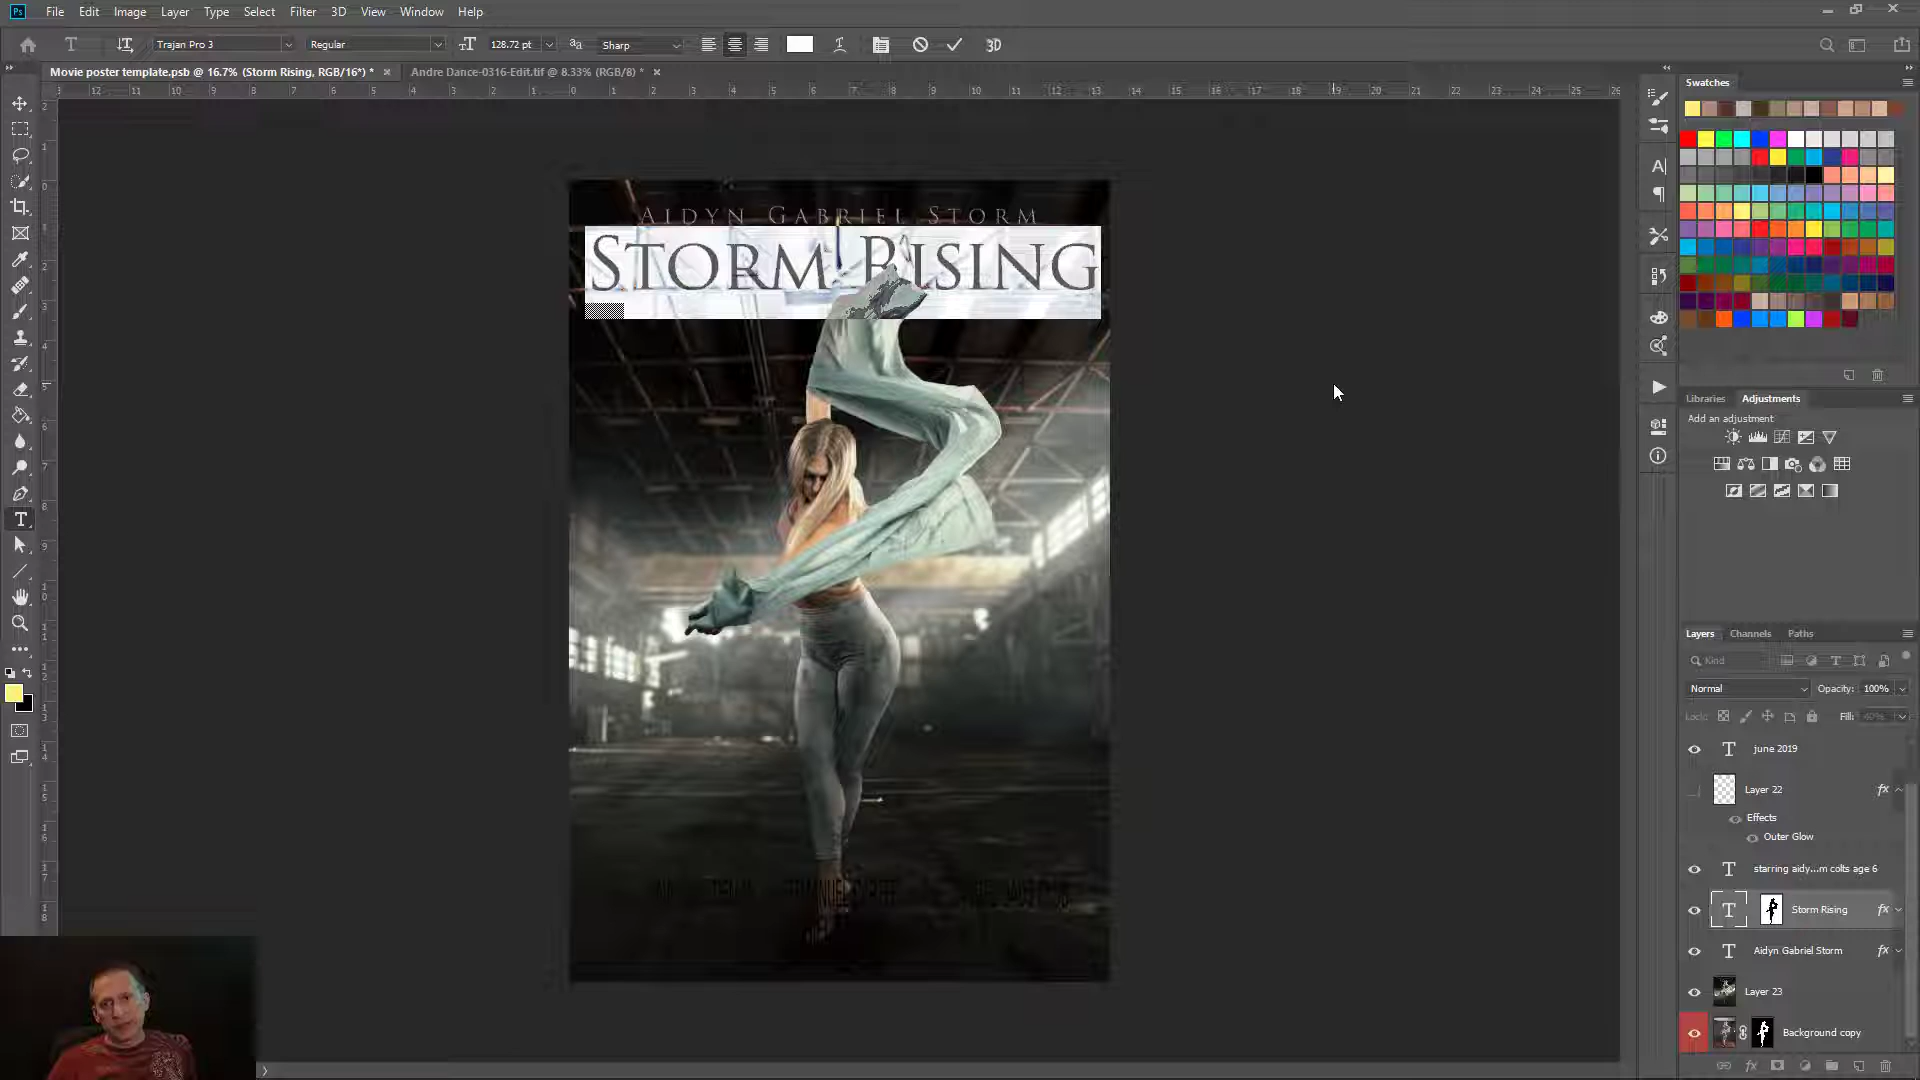 File Edit Image Layer Type Select Filter 3D View Window Help
Trajan Pro 3 Regular 128.72 pt Sharp 3D
Movie poster template.psb @ 16.7% (Storm Rising, RGB/16*) * Andre Dance-0316-Edit.tif @ 8.33% (RGB/8) *
Swatches
Aidyn Gabriel Storm
Storm Rising
Libraries Adjustments
Add an adjustment
Layers Channels Paths
Kind
Normal Opacity: 100%
Lock: Fill: 40%
june 2019
Layer 22 fx
Effects
Outer Glow
starring aidy...m colts age 6
Storm Rising fx
Aidyn Gabriel Storm fx
Layer 23
Background copy